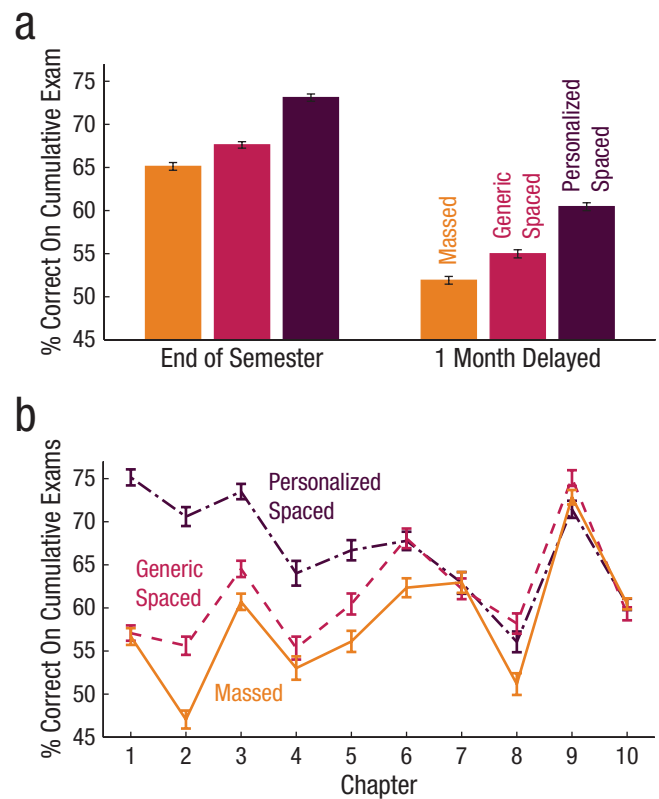 a
% Correct On Cumulative Exam
75
70
65
60
55
50
45
Massed
Generic
Spaced
Personalized
Spaced
End of Semester
1 Month Delayed
b
% Correct On Cumulative Exams
75
70
65
60
55
50
45
Personalized
Spaced
Generic
Spaced
Massed
1 2 3 4 5 6 7 8 9 10
Chapter